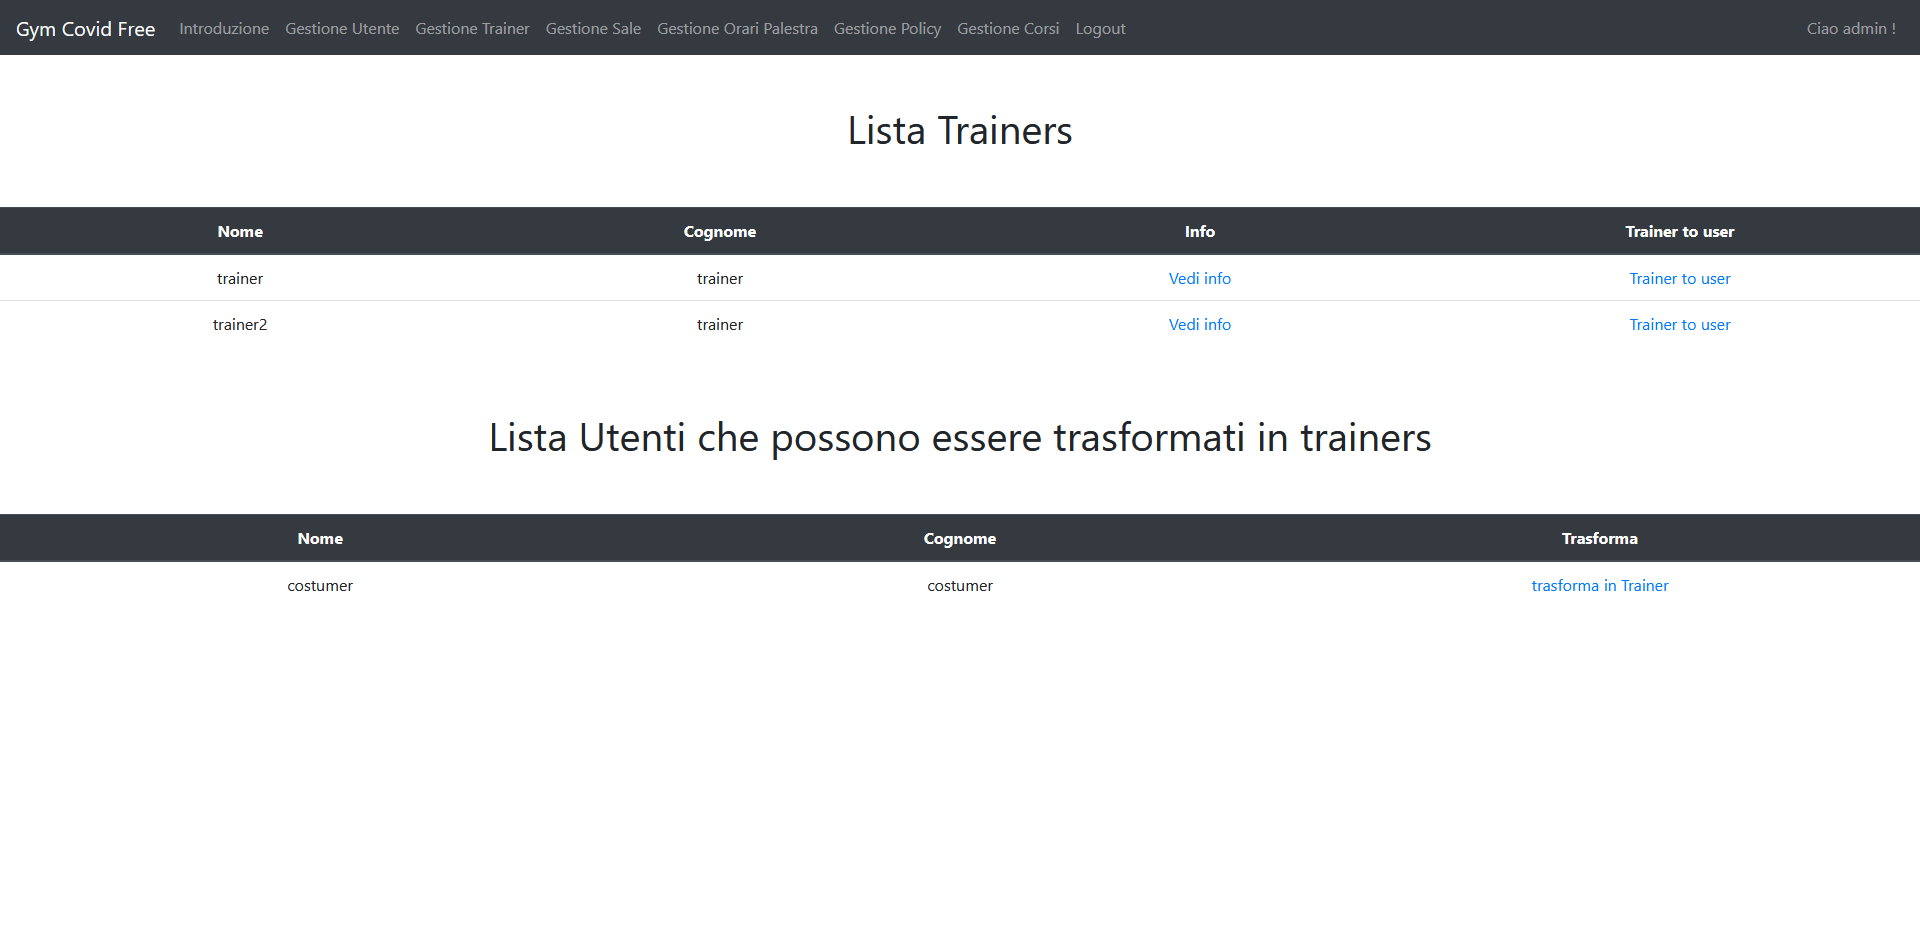 Gym Covid Free Introduzione Gestione Utente Gestione Trainer Gestione Sale Gestione Orari Palestra Gestione Policy Gestione Corsi Logout Ciao admin !
Lista Trainers
Nome Cognome Info Trainer to user
trainer trainer Vedi info Trainer to user
trainer2 trainer Vedi info Trainer to user
Lista Utenti che possono essere trasformati in trainers
Nome Cognome Trasforma
costumer costumer trasforma in Trainer